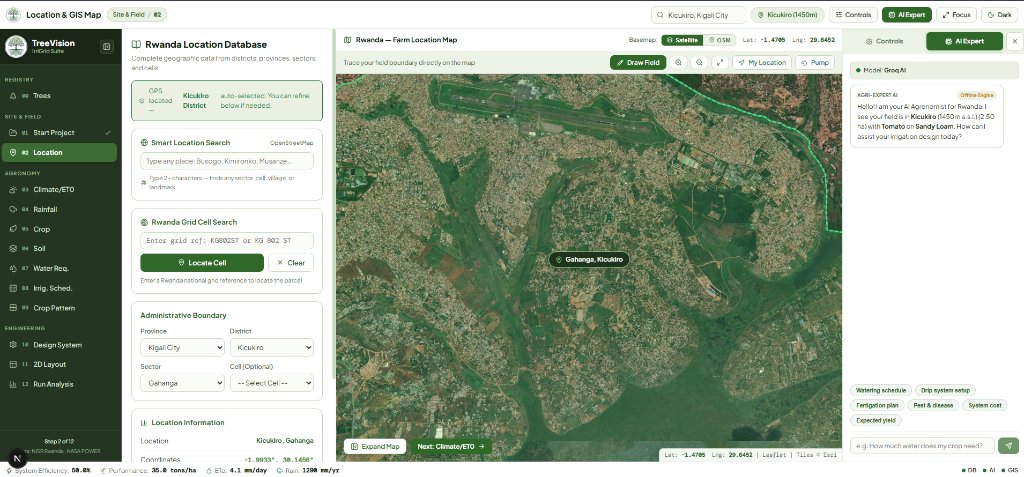 Location & GIS Map
Site & Field / 02
Kicukiro, Kigali City
Kicukiro (1450m)
Controls
AI Expert
Focus
Dark
TreeVision
IrriGrid Suite
REGISTRY
00 Trees
SITE & FIELD
01 Start Project
02 Location
AGRONOMY
03 Climate/ET0
04 Rainfall
05 Crop
06 Soil
07 Water Req.
08 Irrig. Sched.
09 Crop Pattern
ENGINEERING
10 Design System
11 2D Layout
12 Run Analysis
Step 2 of 12
NISR Rwanda · NASA POWER
N
Rwanda Location Database
Complete geographic data from districts, provinces, sectors and cells
GPS located —
Kicukiro District
auto-selected. You can refine below if needed.
Smart Location Search
OpenStreetMap
Type any place: Busogo, Kimironko, Musanze...
Type 2+ characters — finds any sector, cell, village, or landmark
Rwanda Grid Cell Search
Enter grid ref: KG802ST or KG 802 ST
Locate Cell
Clear
Enter a Rwanda national grid reference to locate the parcel
Administrative Boundary
Province
District
Kigali City
Kicukiro
Sector
Cell (Optional)
Gahanga
-- Select Cell --
Location Information
Location
Kicukiro, Gahanga
Coordinates
-1.9933°, 30.1456°
Rwanda — Farm Location Map
Basemap:
Satellite
OSM
Lat: -1.4705 Lng: 29.6452
Trace your field boundary directly on the map
Draw Field
My Location
Pump
Gahanga, Kicukiro
Expand Map
Next: Climate/ET0 →
Lat: -1.4705 Lng: 29.6452 | Leaflet | Tiles © Esri
Controls
AI Expert
Model: Groq AI
AGRI-EXPERT AI
Offline Engine
Hello! I am your AI Agronomist for Rwanda. I
see your field is in Kicukiro (1450m a.s.l.) (2.50
ha) with Tomato on Sandy Loam. How can I
assist your irrigation design today?
Watering schedule
Drip system setup
Fertigation plan
Pest & disease
System cost
Expected yield
e.g. How much water does my crop need?
System Efficiency: 50.0%
Performance: 35.0 tons/ha
ETo: 4.1 mm/day
Rain: 1290 mm/yr
DB
AI
GIS